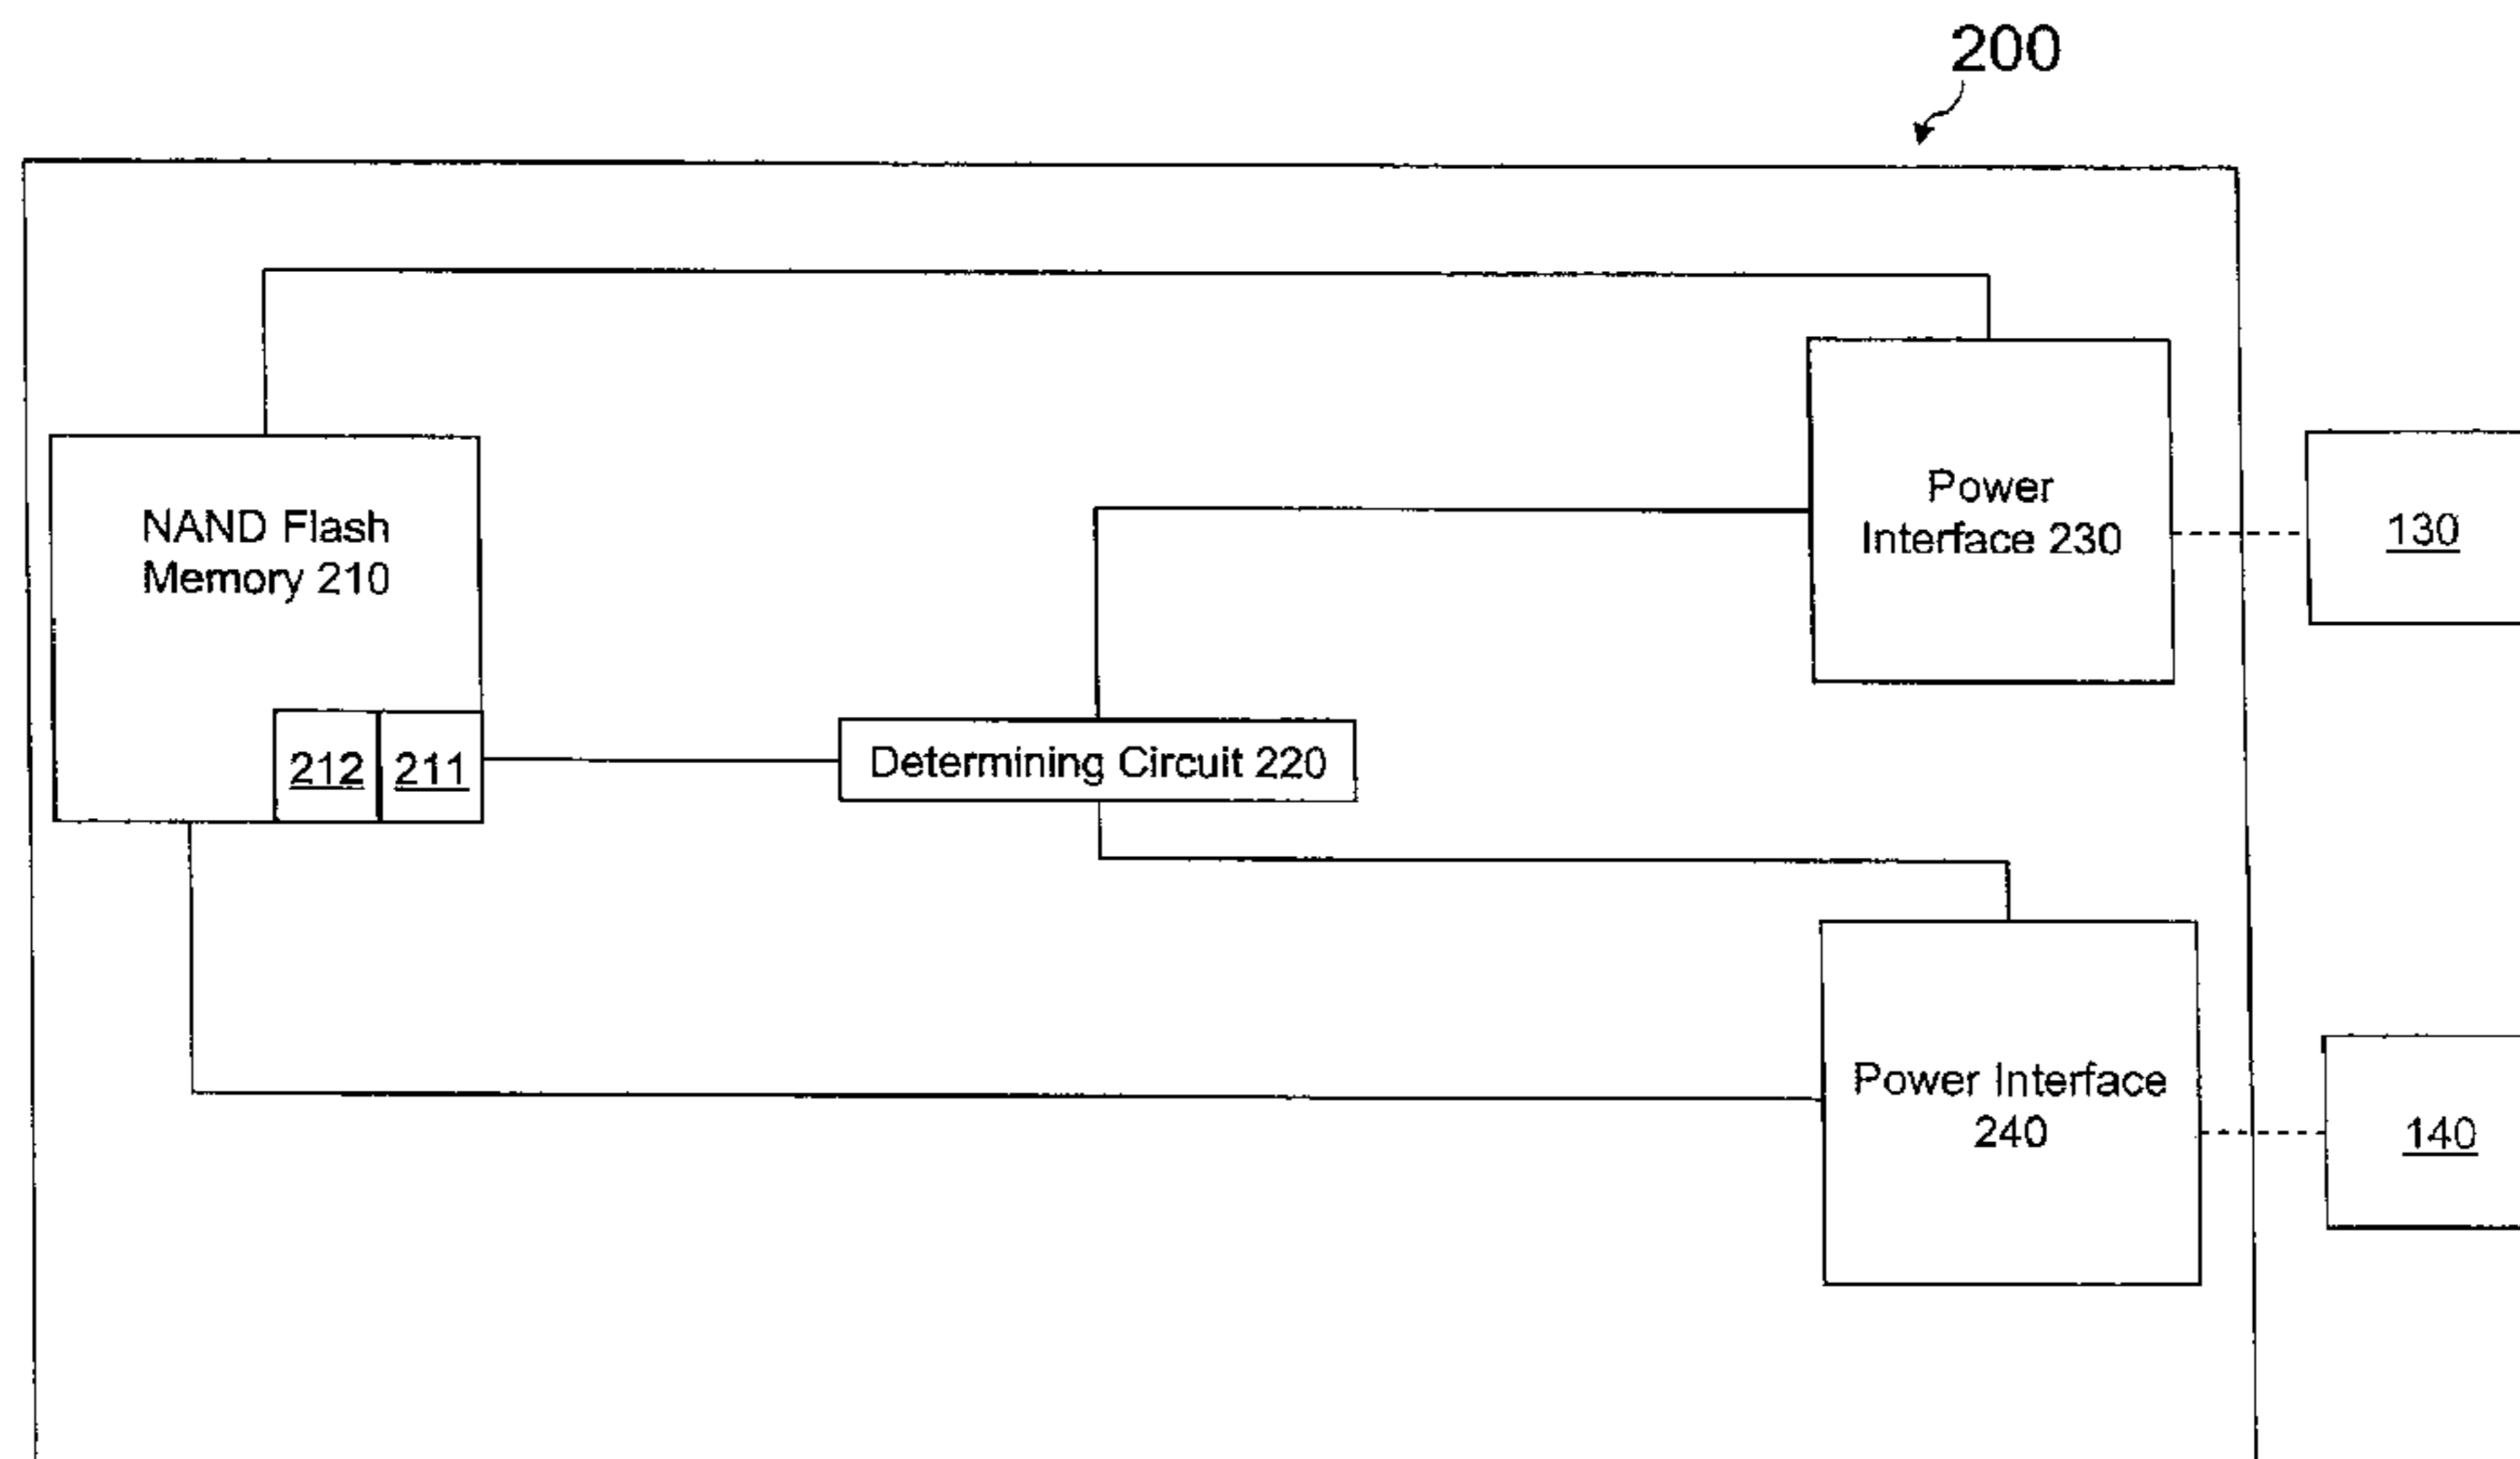 200
NAND Flash
Memory 210
212
211
Determining Circuit 220
Power
Interface 230
130
Power Interface
240
140